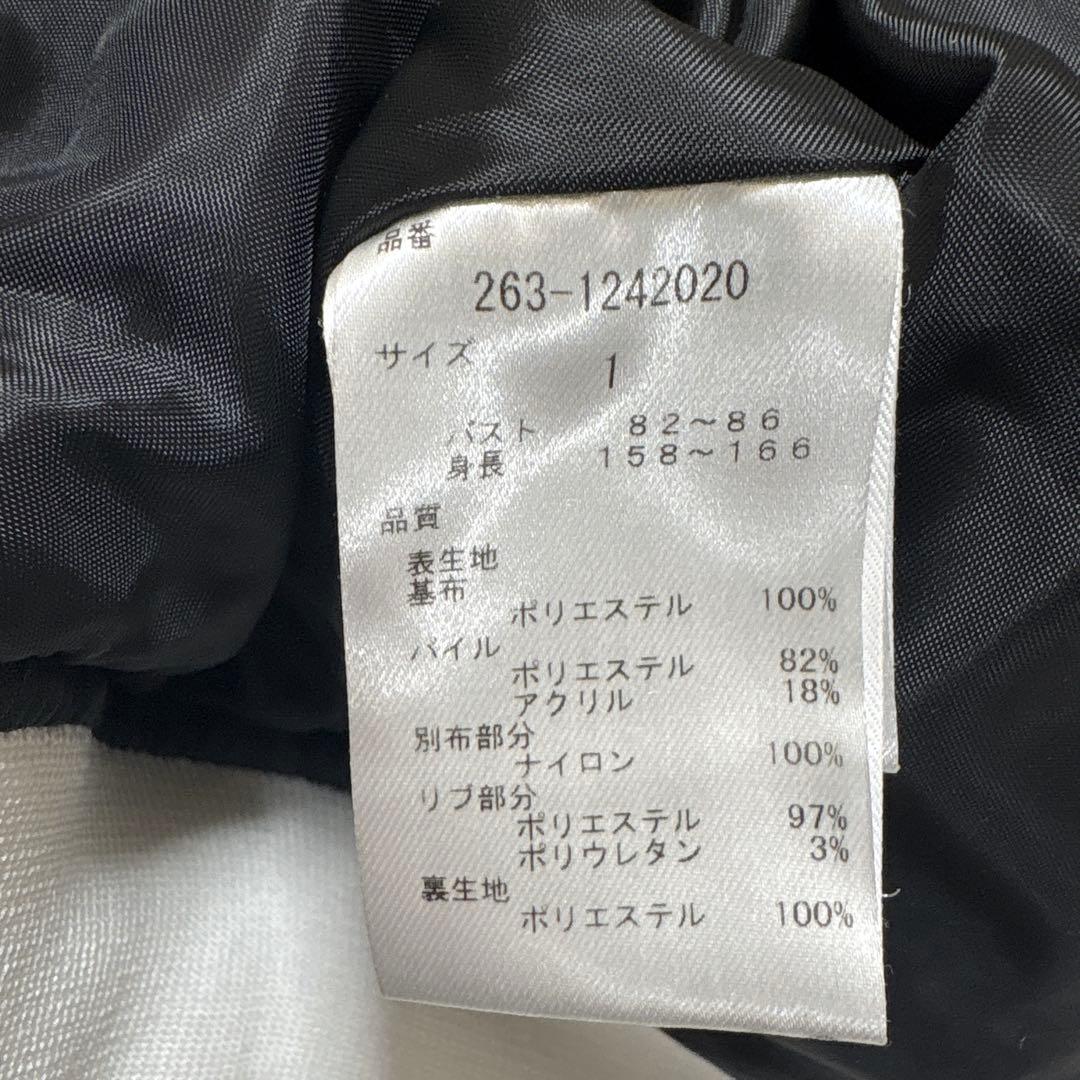 品番
263-1242020
サイズ 1
バスト 82~86
身長 158~166
品質
表生地
基布
ポリエステル 100%
パイル
ポリエステル 82%
アクリル 18%
別布部分
ナイロン 100%
リブ部分
ポリエステル 97%
ポリウレタン 3%
裏生地
ポリエステル 100%